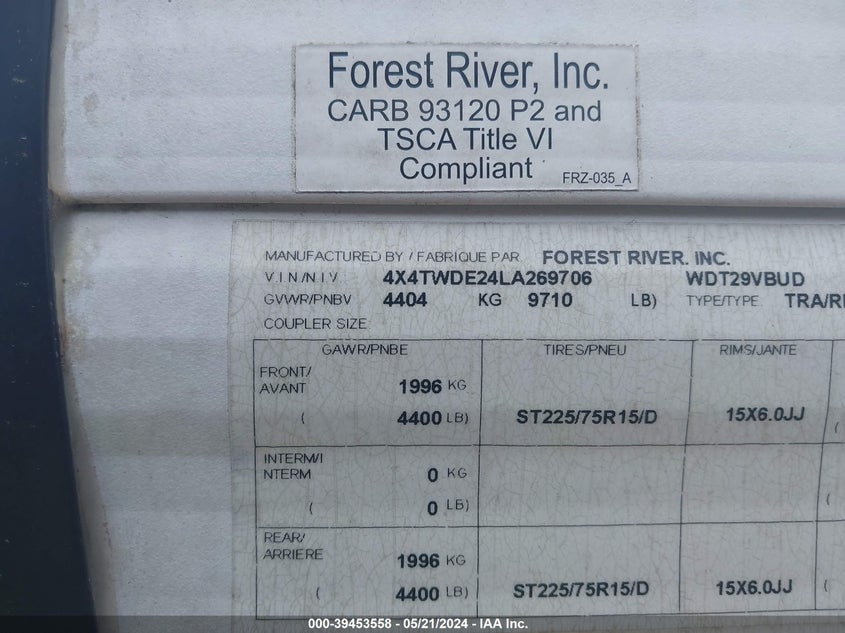 Forest River, Inc.
CARB 93120 P2 and
TSCA Title VI
Compliant
FRZ-035_A
MANUFACTURED BY / FABRIQUE PAR FOREST RIVER. INC.
V.I.N./N.I.V. 4X4TWDE24LA269706 WDT29VBUD
GVWR/PNBV 4404 KG 9710 LB) TYPE/TYPE
COUPLER SIZE:
GAWR/PNBE TIRES/PNEU RIMS/JANTE
FRONT/
AVANT 1996 KG
( 4400 LB) ST225/75R15/D 15X6.0JJ (
INTERM/I
NTERM 0 KG
( 0 LB) (
REAR/
ARRIERE 1996 KG
( 4400 LB) ST225/75R15/D 15X6.0JJ (
000-39453558 - 05/21/2024 - IAA Inc.